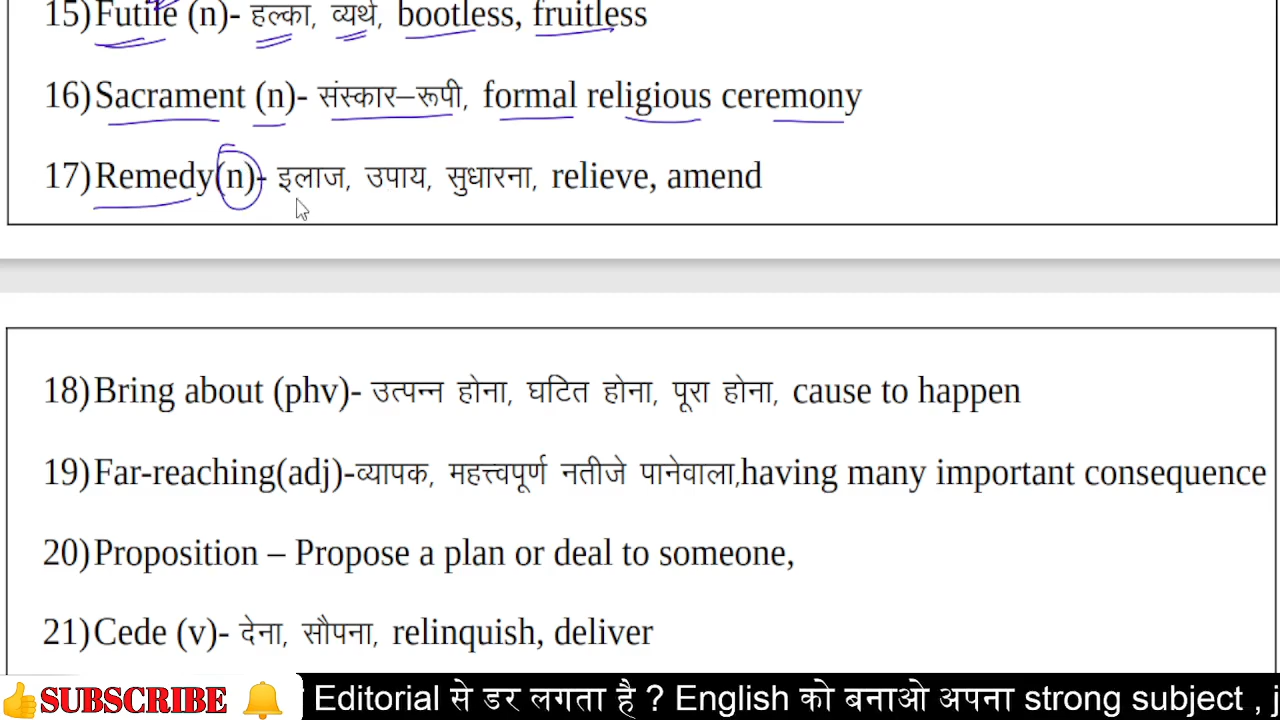 15) Futile (n)- हल्का, व्यर्थ, bootless, fruitless
16) Sacrament (n)- संस्कार–रूपी, formal religious ceremony
17) Remedy(n)- इलाज, उपाय, सुधारना, relieve, amend
18) Bring about (phv)- उत्पन्न होना, घटित होना, पूरा होना, cause to happen
19) Far-reaching(adj)-व्यापक, महत्त्वपूर्ण नतीजे पानेवाला,having many important consequence
20) Proposition – Propose a plan or deal to someone,
21) Cede (v)- देना, सौपना, relinquish, deliver
SUBSCRIBE Editorial से डर लगता है ? English को बनाओ अपना strong subject , j